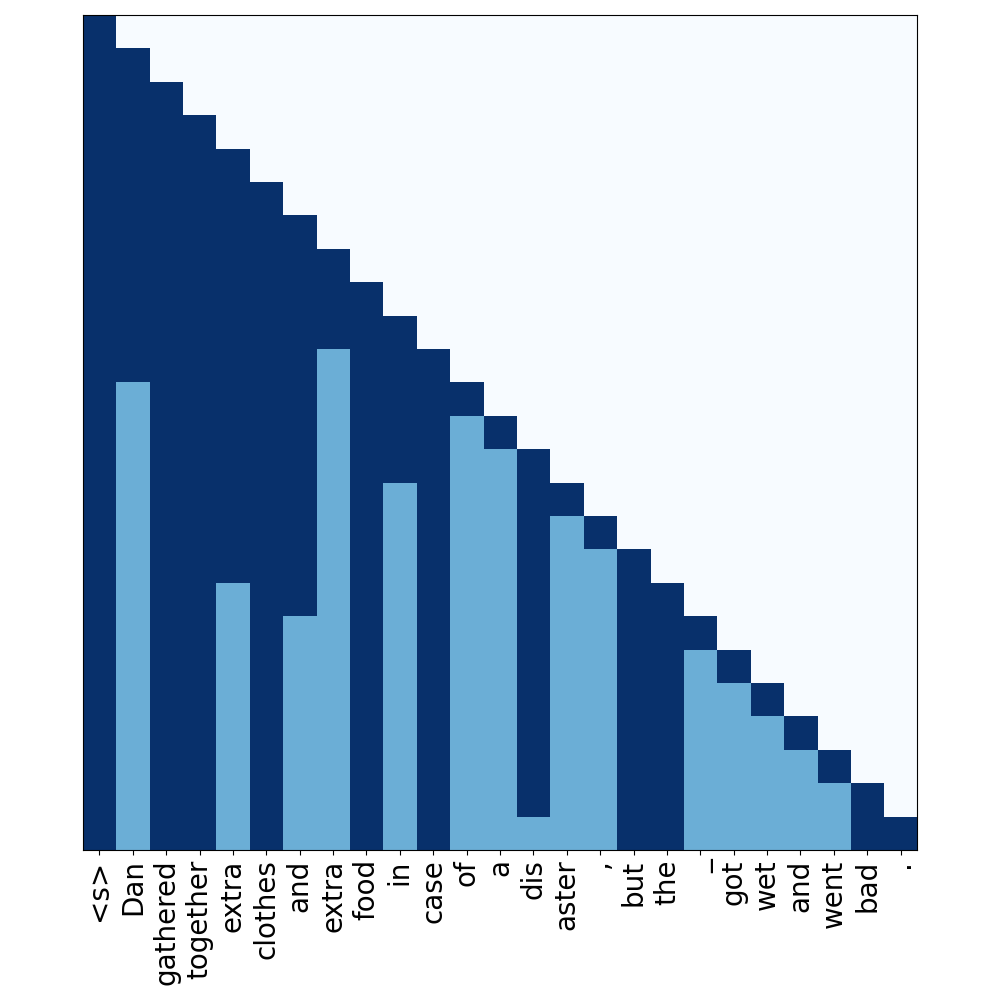 <s> Dan gathered together extra clothes and extra food in case of a dis aster , but the _ got wet and went bad .